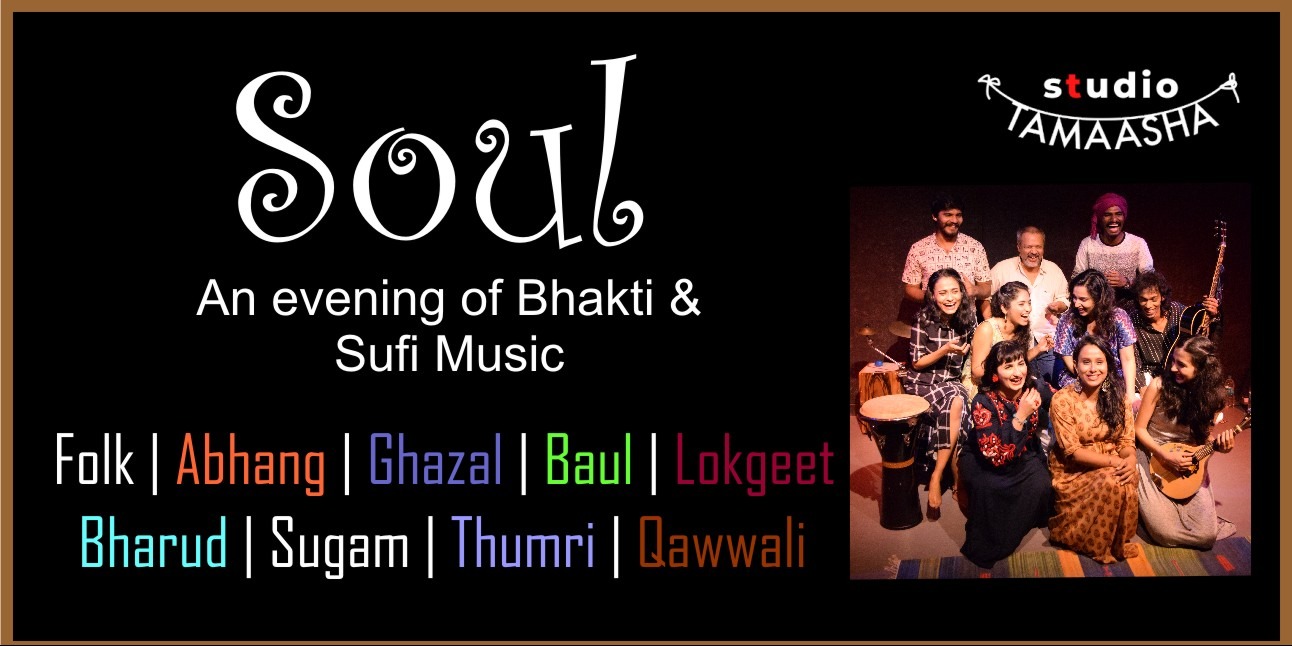 Soul
An evening of Bhakti &
Sufi Music
Folk | Abhang | Ghazal | Baul | Lokgeet
Bharud | Sugam | Thumri | Qawwali
studio
TAMAASHA